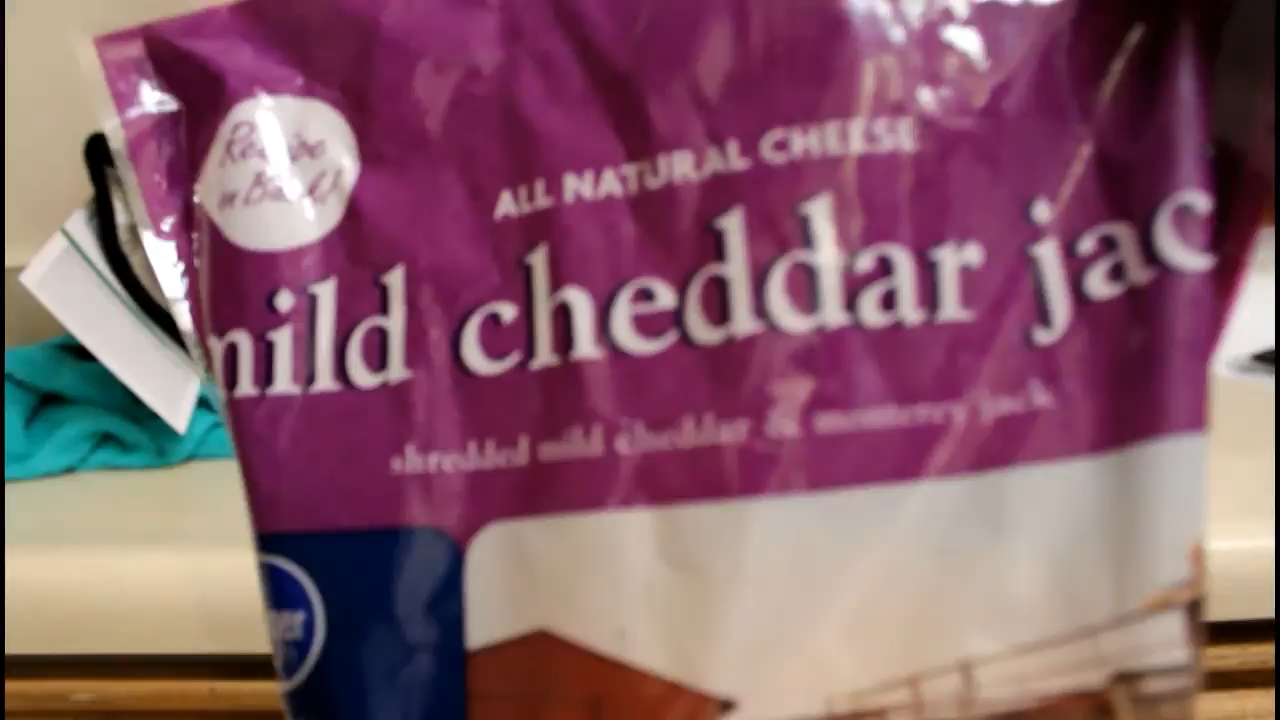 Recipe
on Back!
ALL NATURAL CHEESE
mild cheddar jac
shredded mild cheddar & monterey jack